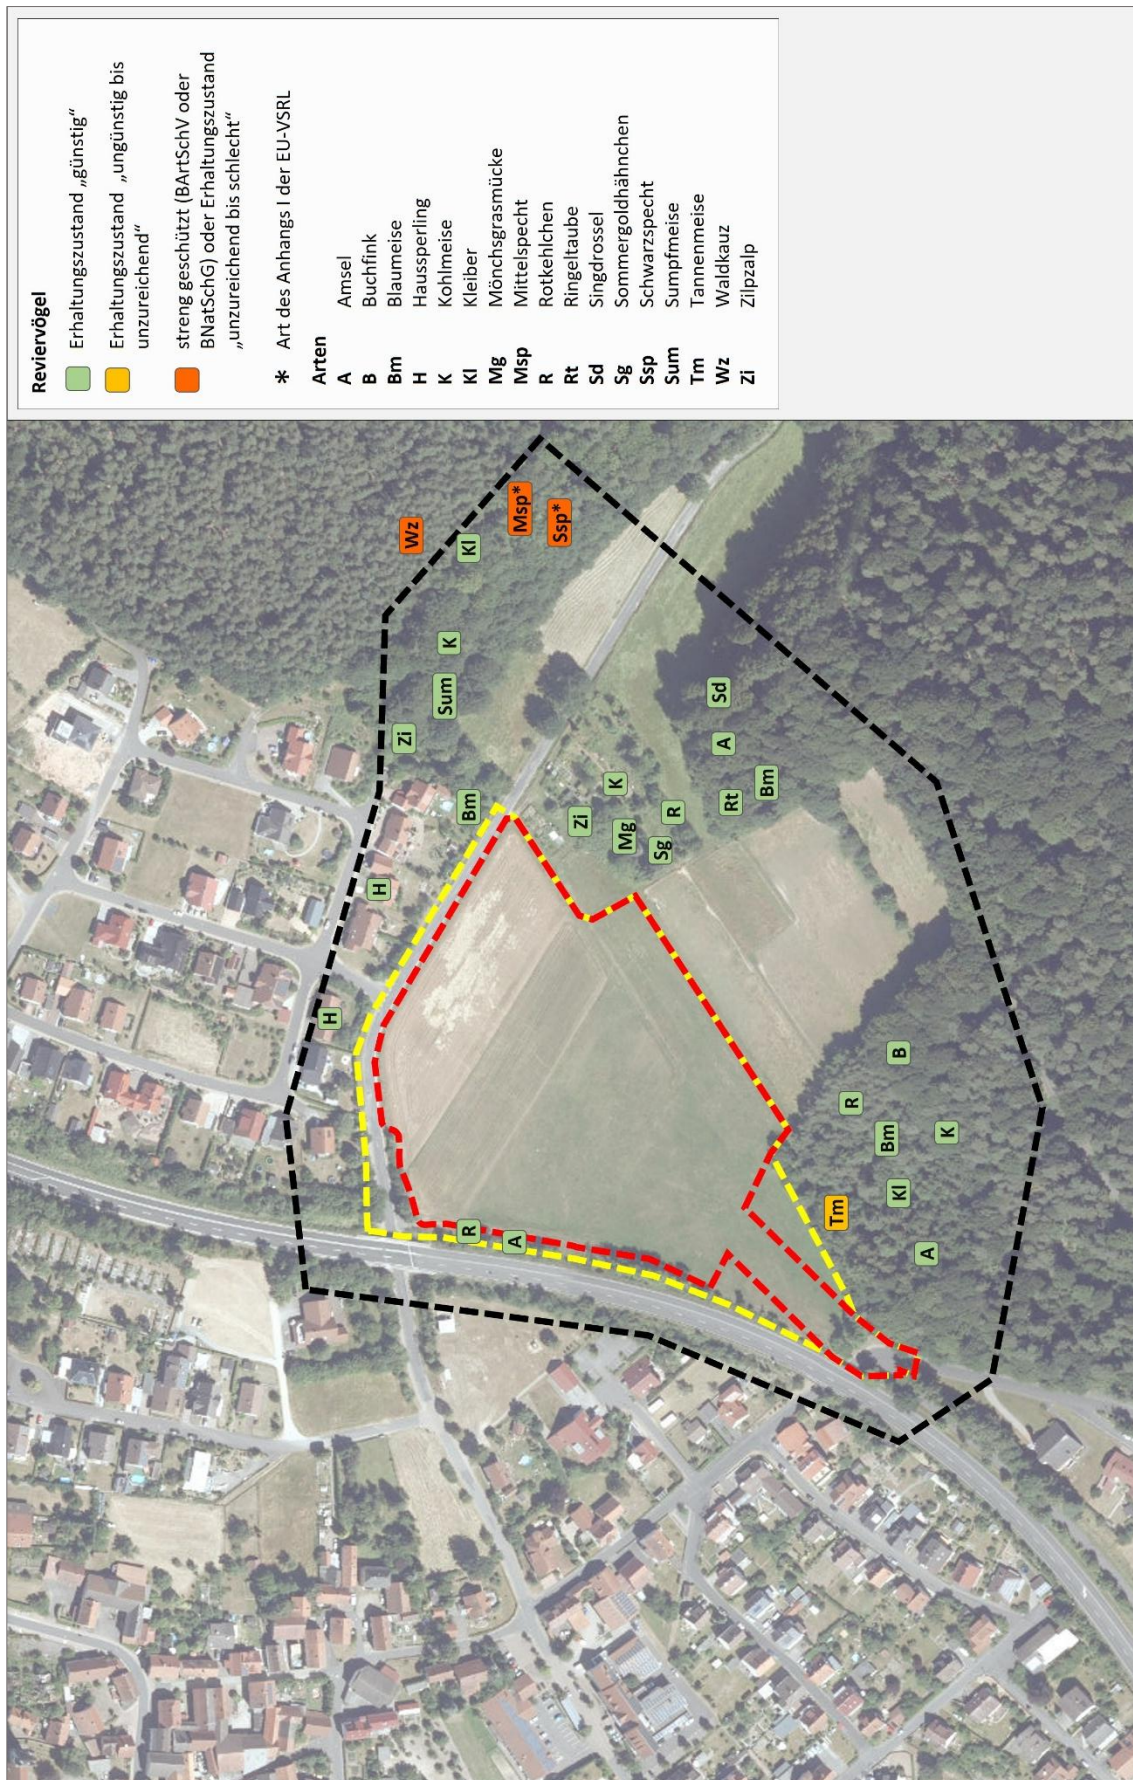 Reviervögel
Erhaltungszustand „günstig“
Erhaltungszustand „ungünstig bis
unzureichend“
streng geschützt (BArtSchV oder
BNatSchG) oder Erhaltungszustand
„unzureichend bis schlecht“
* Art des Anhangs I der EU-VSRL
Arten
A Amsel
B Buchfink
Bm Blaumeise
H Haussperling
K Kohlmeise
Kl Kleiber
Mg Mönchsgrasmücke
Msp Mittelspecht
R Rotkehlchen
Rt Ringeltaube
Sd Singdrossel
Sg Sommergoldhähnchen
Ssp Schwarzspecht
Sum Sumpfmeise
Tm Tannenmeise
Wz Waldkauz
Zi Zilpzalp
H
H
Zi
Wz
R
Bm
Sum
K
Kl
A
Msp*
Ssp*
Zi
K
Mg
Sg
R
A
Sd
Rt
Bm
Tm
R
Bm
Kl
B
A
K